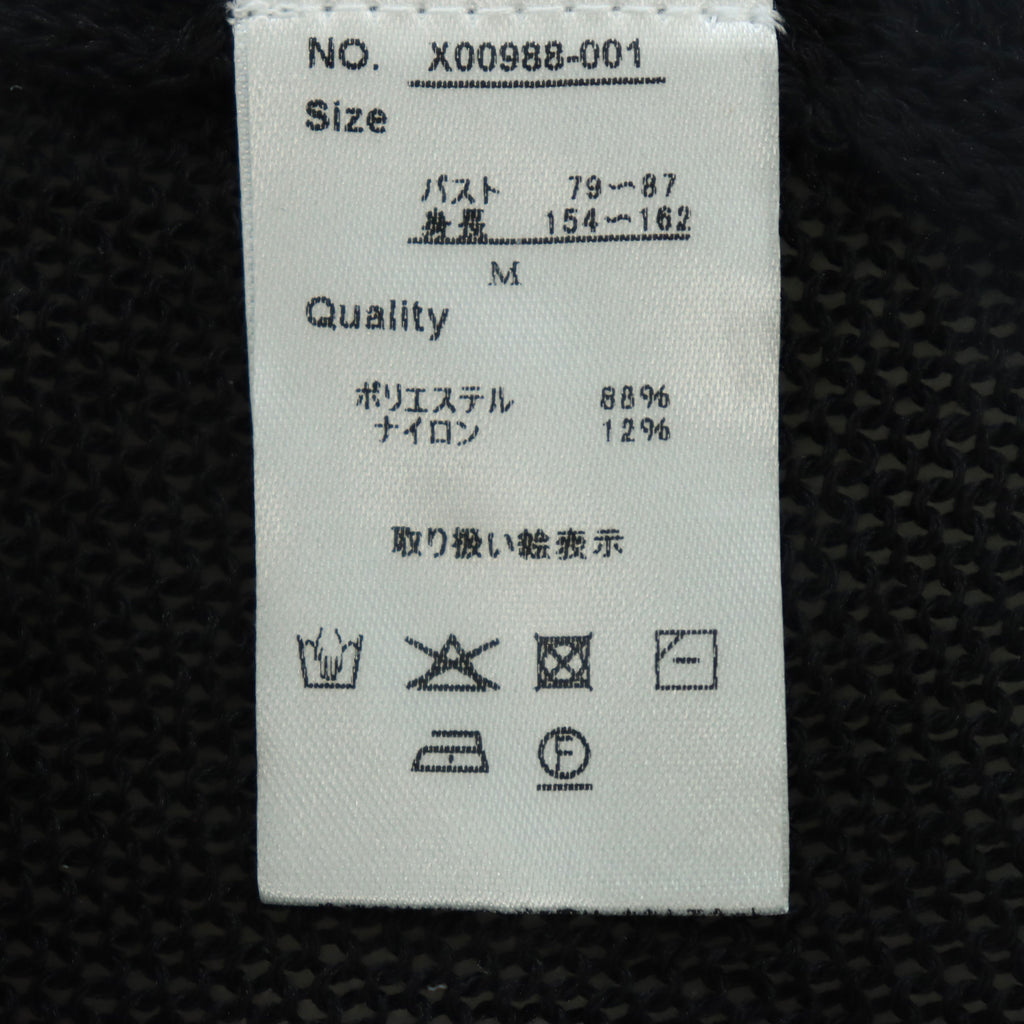 NO. X00988-001
Size
バスト 79〜87
身長 154〜162
M
Quality
ポリエステル 88%
ナイロン 12%
取り扱い絵表示
F